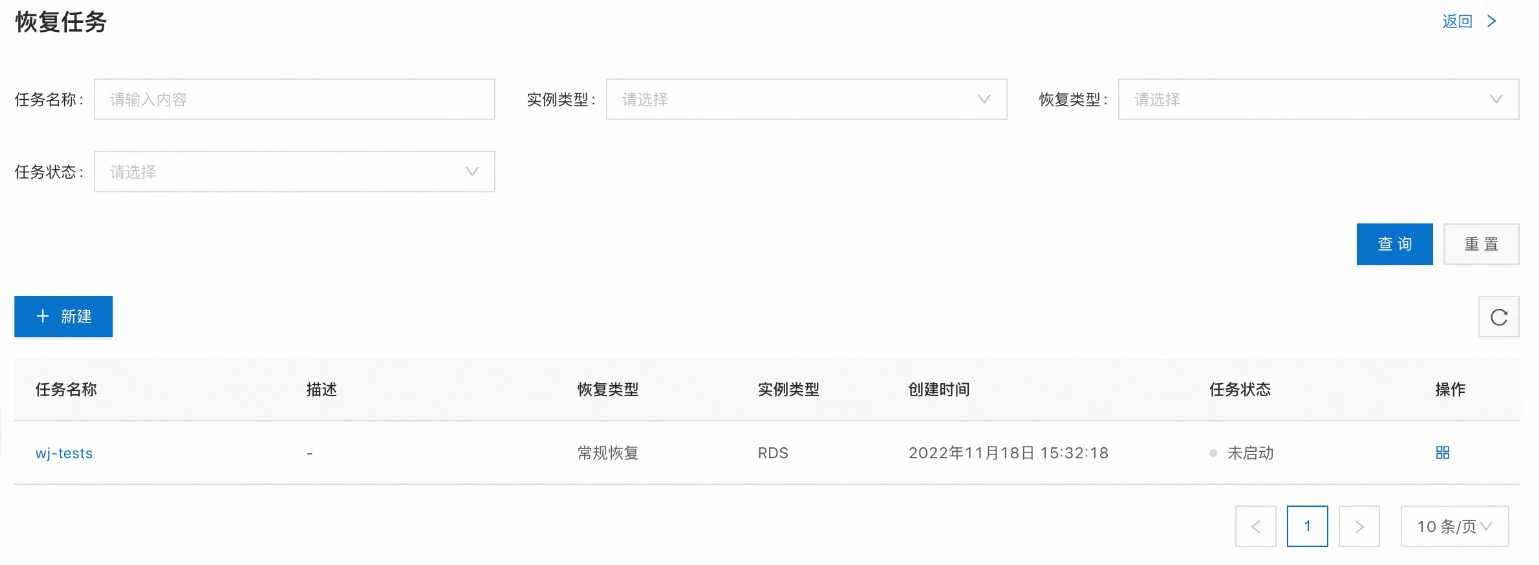 恢复任务 返回
任务名称: 请输入内容 实例类型: 请选择 恢复类型: 请选择
任务状态: 请选择
查 询 重 置
新建
任务名称 描述 恢复类型 实例类型 创建时间 任务状态 操作
wj-tests - 常规恢复 RDS 2022年11月18日 15:32:18 未启动
1 10 条/页